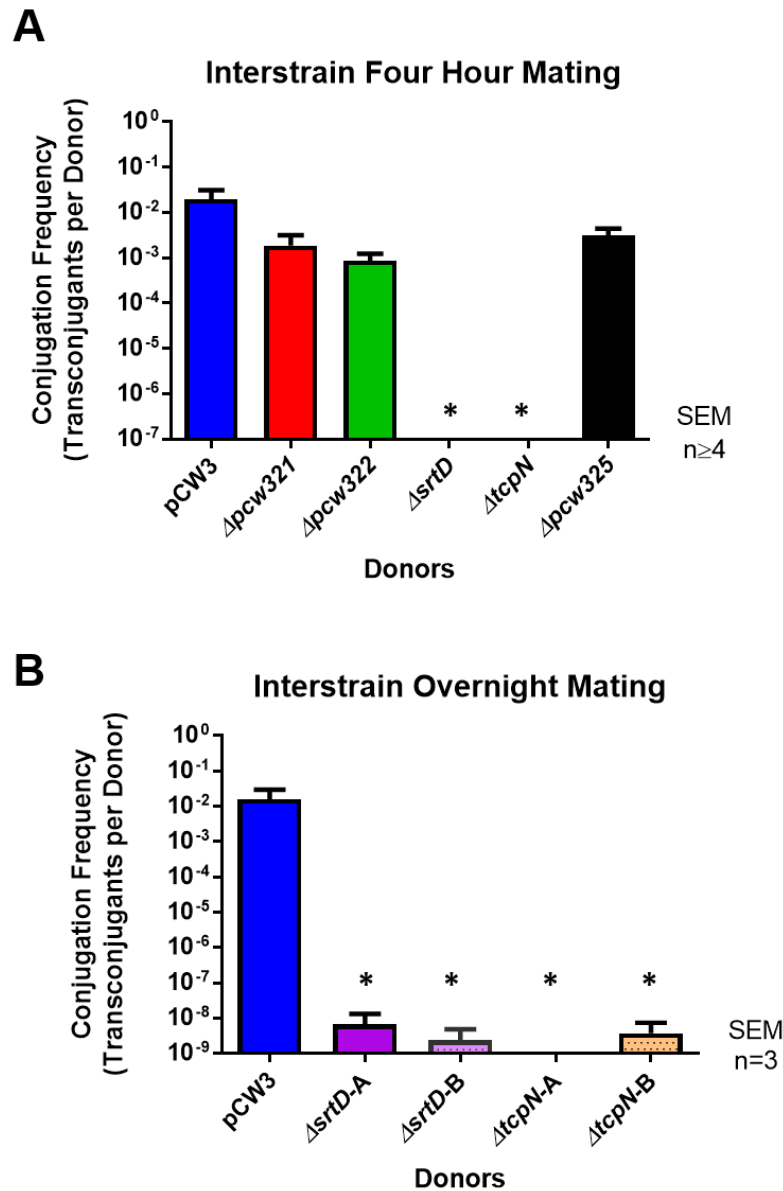 A
Interstrain Four Hour Mating
Conjugation Frequency
(Transconjugants per Donor)
10⁰
10⁻¹
10⁻²
10⁻³
10⁻⁴
10⁻⁵
10⁻⁶
10⁻⁷
* *
SEM
n≥4
pCW3
Δpcw321
Δpcw322
ΔsrtD
ΔtcpN
Δpcw325
Donors
B
Interstrain Overnight Mating
Conjugation Frequency
(Transconjugants per Donor)
10⁰
10⁻¹
10⁻²
10⁻³
10⁻⁴
10⁻⁵
10⁻⁶
10⁻⁷
10⁻⁸
10⁻⁹
* * * *
SEM
n=3
pCW3
ΔsrtD-A
ΔsrtD-B
ΔtcpN-A
ΔtcpN-B
Donors